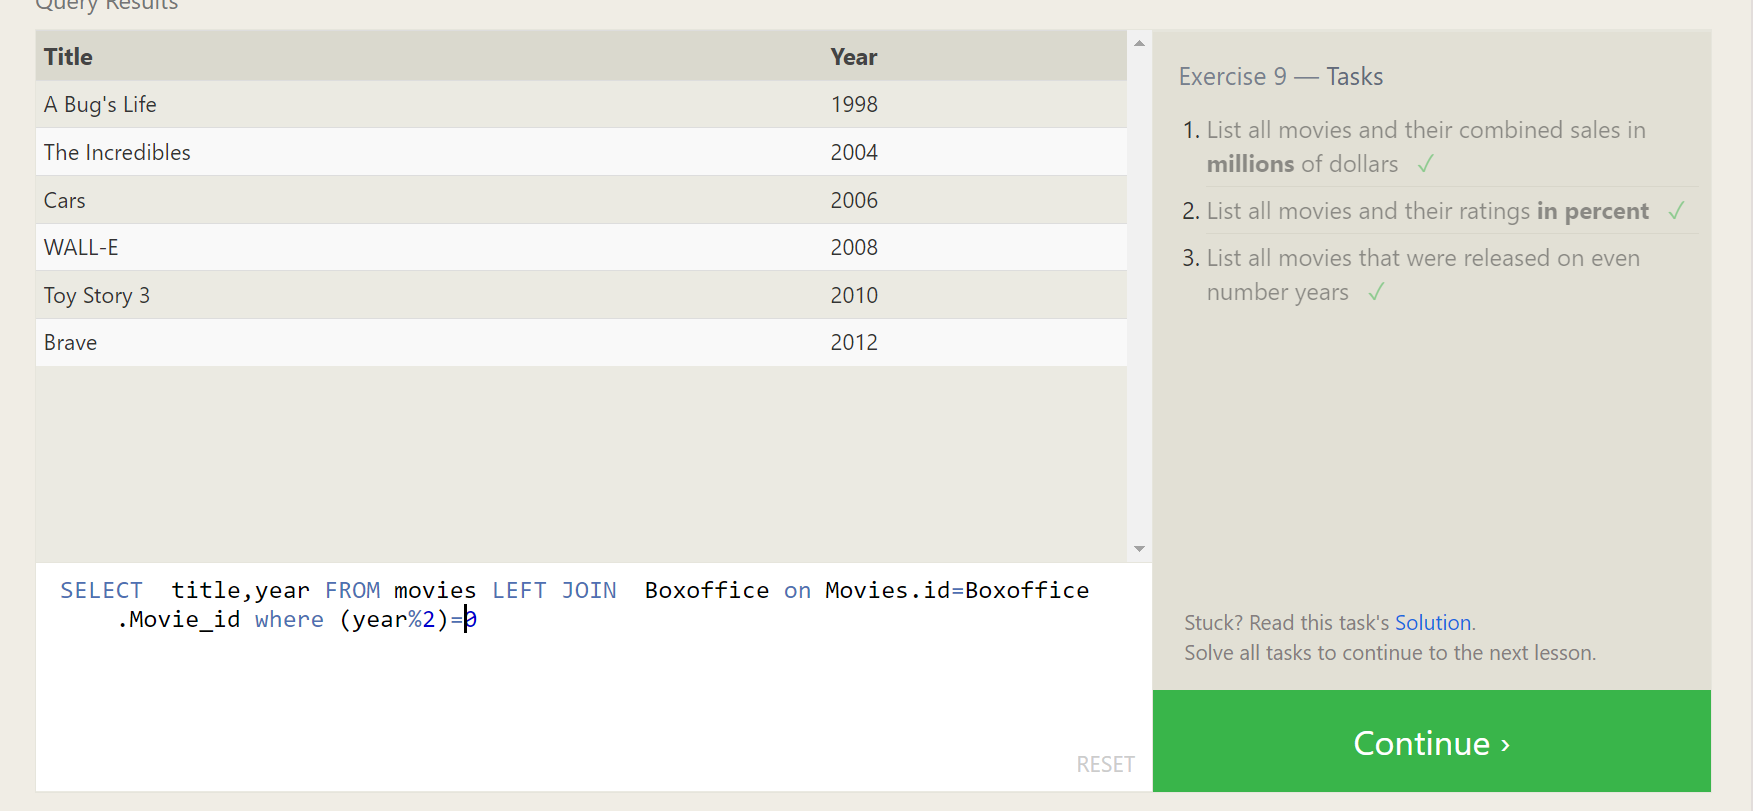 Query Results
Title Year
A Bug's Life 1998
The Incredibles 2004
Cars 2006
WALL-E 2008
Toy Story 3 2010
Brave 2012
SELECT  title,year FROM movies LEFT JOIN  Boxoffice on Movies.id=Boxoffice
.Movie_id where (year%2)=0
RESET
Exercise 9 — Tasks
1. List all movies and their combined sales in
millions of dollars ✓
2. List all movies and their ratings in percent ✓
3. List all movies that were released on even
number years ✓
Stuck? Read this task's Solution.
Solve all tasks to continue to the next lesson.
Continue ›